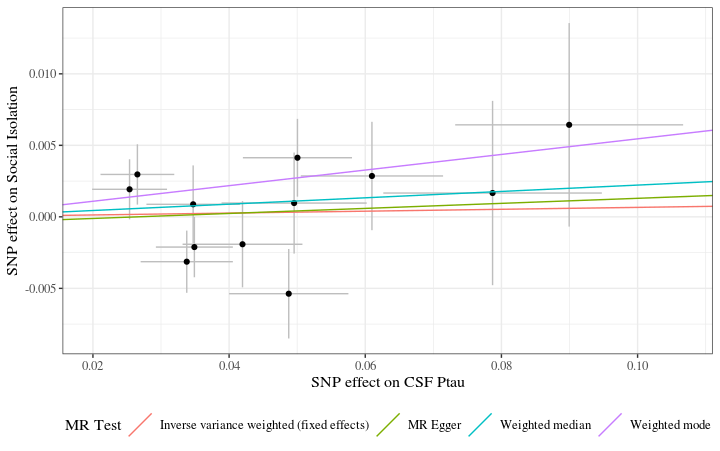 SNP effect on Social Isolation
0.010
0.005
0.000
-0.005
0.02 0.04 0.06 0.08 0.10
SNP effect on CSF Ptau
MR Test Inverse variance weighted (fixed effects) MR Egger Weighted median Weighted mode